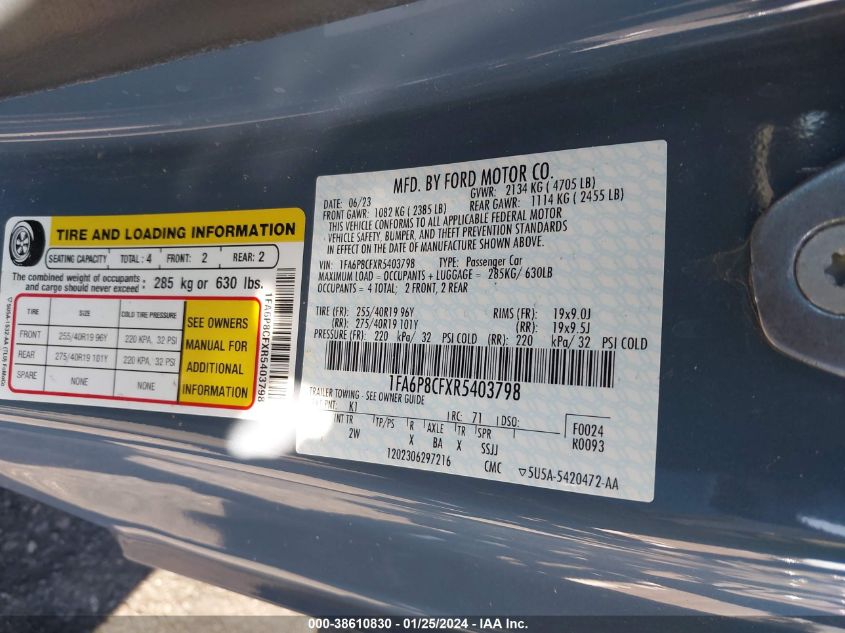 TIRE AND LOADING INFORMATION
SEATING CAPACITY TOTAL: 4 FRONT: 2 REAR: 2
The combined weight of occupants and cargo should never exceed: 285 kg or 630 lbs.
TIRE SIZE COLD TIRE PRESSURE
FRONT 255/40R19 96Y 220 KPA, 32 PSI
REAR 275/40R19 101Y 220 KPA, 32 PSI
SPARE NONE NONE
SEE OWNERS
MANUAL FOR
ADDITIONAL
INFORMATION
1FA6P8CFXR5403798
MFD. BY FORD MOTOR CO.
DATE: 06/23 GVWR: 2134 KG ( 4705 LB)
FRONT GAWR: 1082 KG ( 2385 LB) REAR GAWR: 1114 KG ( 2455 LB)
THIS VEHICLE CONFORMS TO ALL APPLICABLE FEDERAL MOTOR
VEHICLE SAFETY, BUMPER, AND THEFT PREVENTION STANDARDS
IN EFFECT ON THE DATE OF MANUFACTURE SHOWN ABOVE.
VIN: 1FA6P8CFXR5403798 TYPE: Passenger Car
MAXIMUM LOAD = OCCUPANTS + LUGGAGE = 285KG/ 630LB
OCCUPANTS = 4 TOTAL; 2 FRONT, 2 REAR
TIRE (FR): 255/40R19 96Y RIMS (FR): 19x9.0J
(RR): 275/40R19 101Y (RR): 19x9.5J
PRESSURE (FR): 220 kPa/ 32 PSI COLD (RR): 220 kPa/ 32 PSI COLD
1FA6P8CFXR5403798
TRAILER TOWING - SEE OWNER GUIDE
PNT: K1 RC: 71 DSO:
INT TR TP/PS R AXLE TR SPR
2W X BA X SSJJ
F0024
R0093
1202306297216 CMC ▽5U5A-5420472-AA
000-38610830 - 01/25/2024 - IAA Inc.